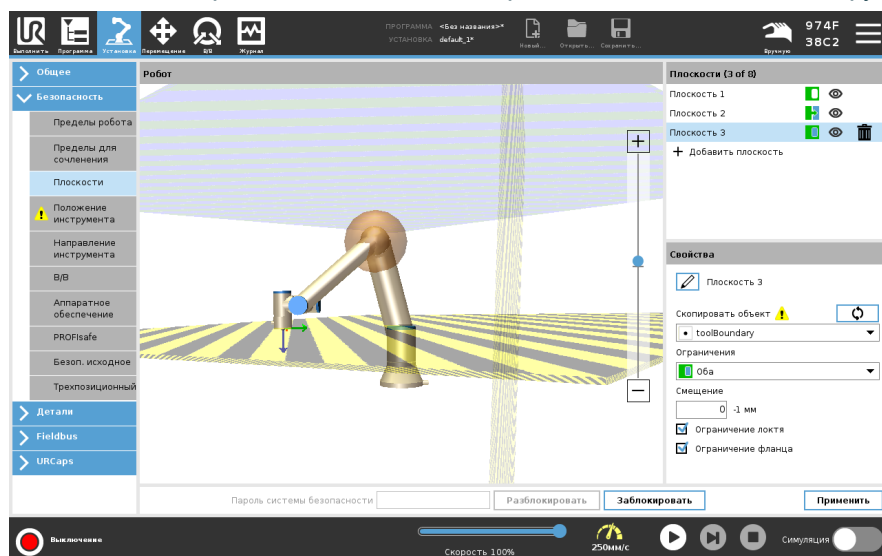 ПРОГРАММА <Без названия>*
УСТАНОВКА default_1*
Выполнить Программа Установка Перемещение В/В Журнал
Новый... Открыть... Сохранить...
Вручную
974F
38C2
Общее
Безопасность
Пределы робота
Пределы для
сочленения
Плоскости
Положение
инструмента
Направление
инструмента
В/В
Аппаратное
обеспечение
PROFIsafe
Безоп. исходное
Трехпозиционный
Детали
Fieldbus
URCaps
Робот
Плоскости (3 of 8)
Плоскость 1
Плоскость 2
Плоскость 3
Добавить плоскость
Свойства
Плоскость 3
Скопировать объект
toolBoundary
Ограничения
Оба
Смещение
0 -1 мм
Ограничение локтя
Ограничение фланца
Пароль системы безопасности Разблокировать Заблокировать Применить
Выключение
Скорость 100%
250мм/с
Симуляция